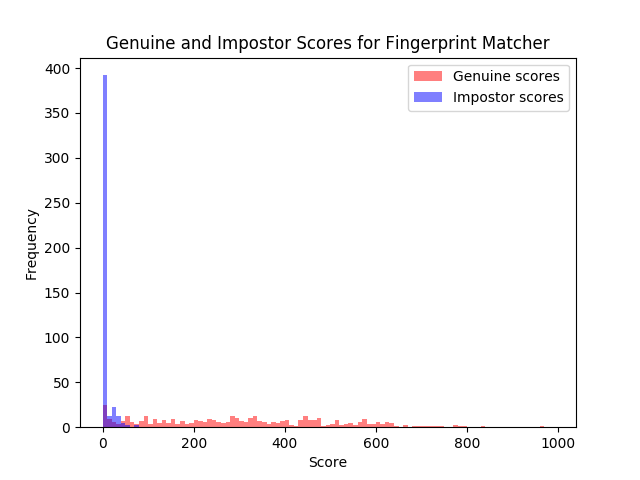 Genuine and Impostor Scores for Fingerprint Matcher
Genuine scores
Impostor scores
Frequency
400
350
300
250
200
150
100
50
0
0 200 400 600 800 1000
Score